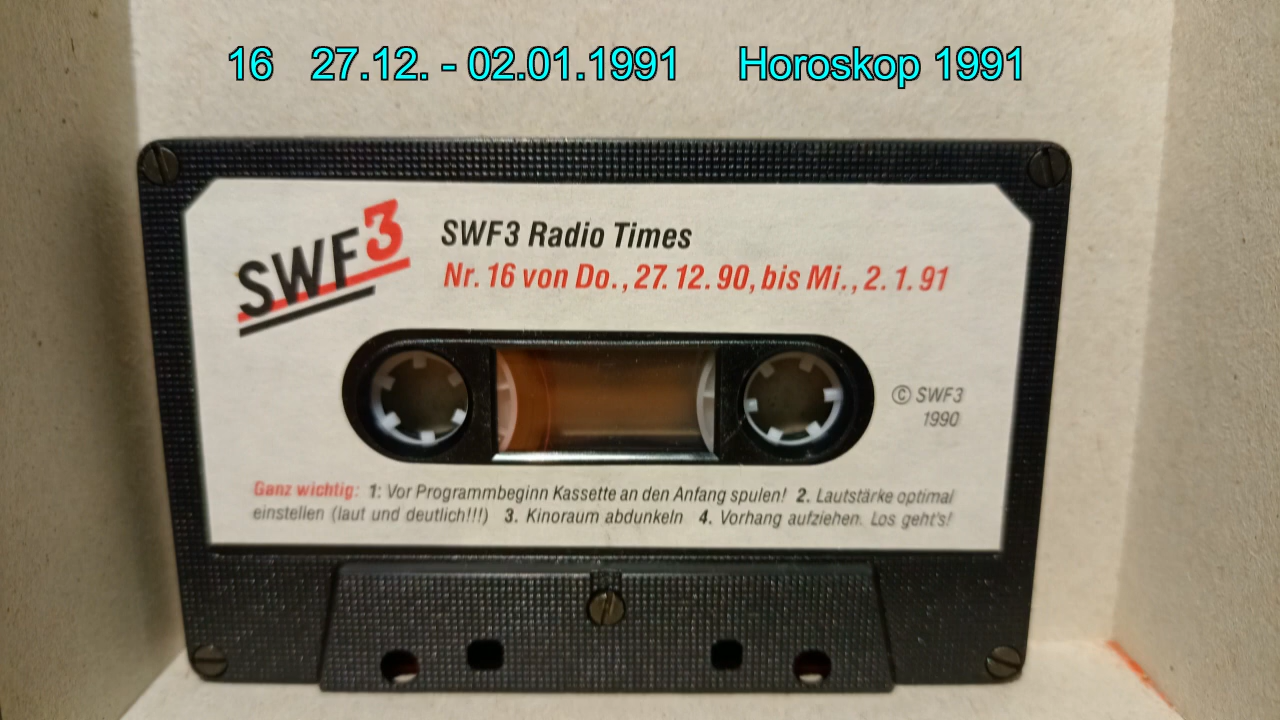 16 27.12. - 02.01.1991 Horoskop 1991
SWF3
SWF3 Radio Times
Nr. 16 von Do., 27. 12. 90, bis Mi., 2. 1. 91
© SWF3
1990
Ganz wichtig: 1: Vor Programmbeginn Kassette an den Anfang spulen! 2. Lautstärke optimal
einstellen (laut und deutlich!!!) 3. Kinoraum abdunkeln 4. Vorhang aufziehen. Los geht's!